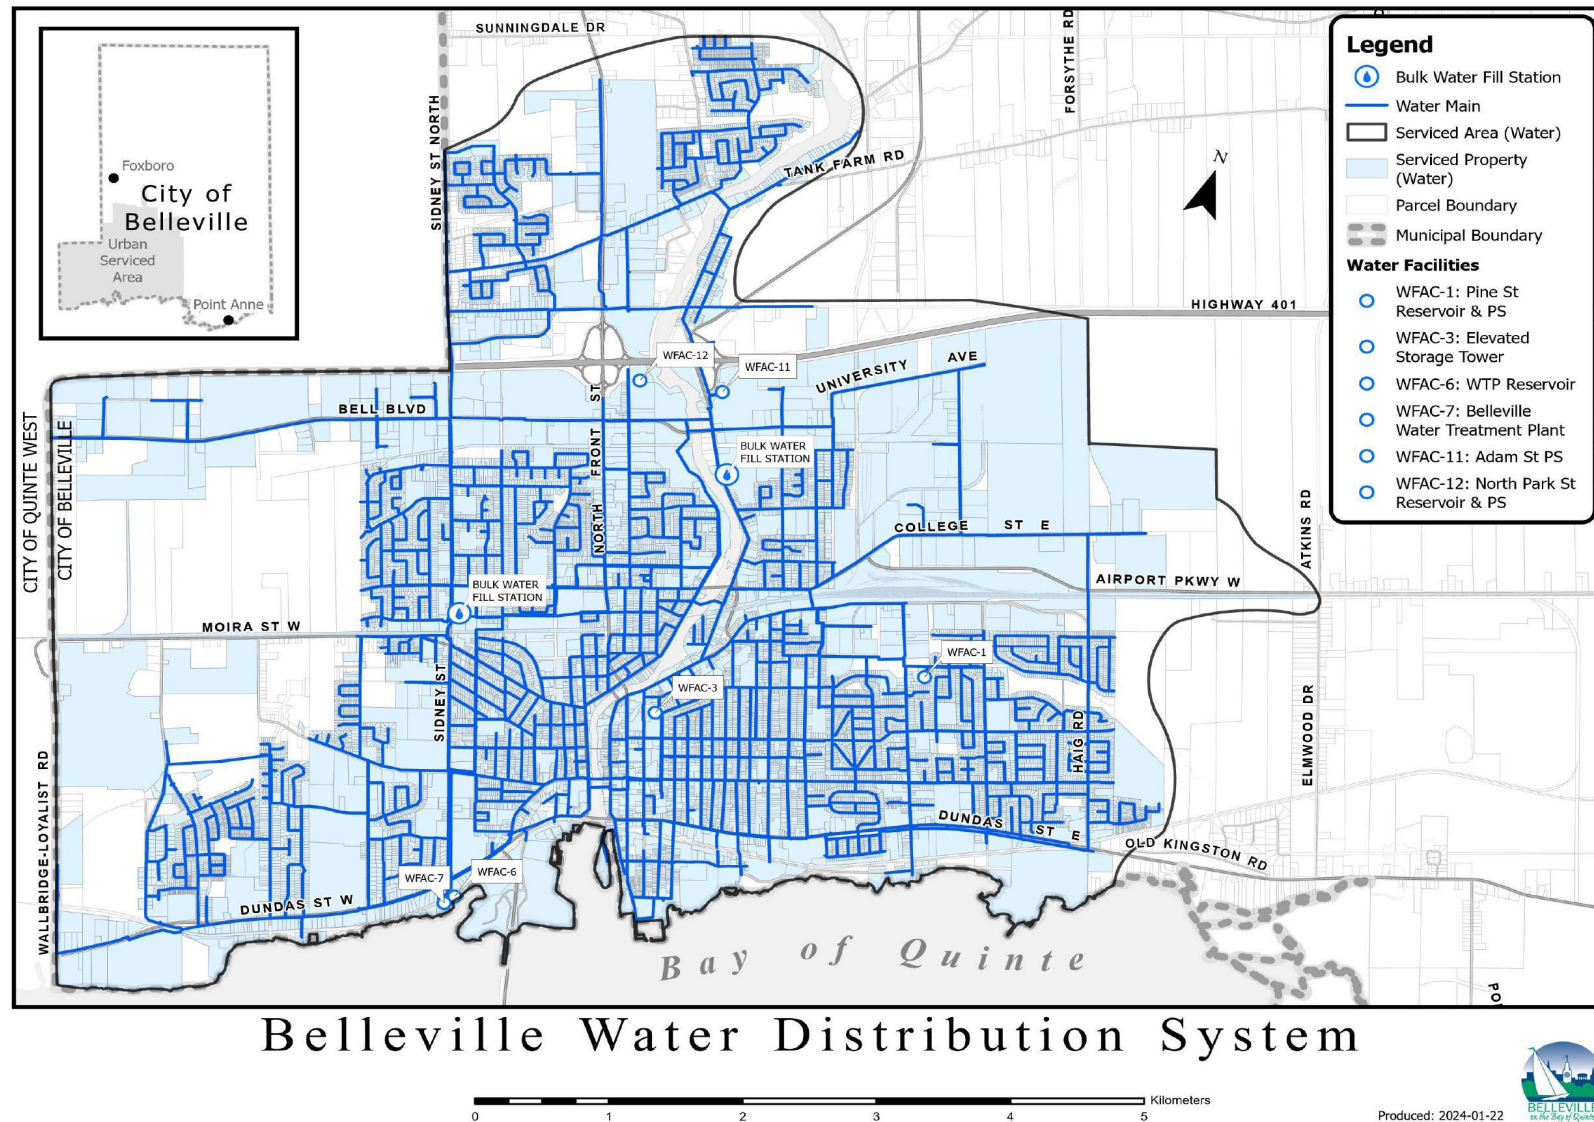 SUNNINGDALE DR
FORSYTHE RD
SIDNEY ST NORTH
TANK FARM RD
N
HIGHWAY 401
Foxboro
City of
Belleville
Urban
Serviced
Area
Point Anne
Legend
Bulk Water Fill Station
Water Main
Serviced Area (Water)
Serviced Property
(Water)
Parcel Boundary
Municipal Boundary
Water Facilities
WFAC-1: Pine St
Reservoir & PS
WFAC-3: Elevated
Storage Tower
WFAC-6: WTP Reservoir
WFAC-7: Belleville
Water Treatment Plant
WFAC-11: Adam St PS
WFAC-12: North Park St
Reservoir & PS
WFAC-12
WFAC-11
UNIVERSITY AVE
BELL BLVD
NORTH FRONT ST
CITY OF QUINTE WEST
CITY OF BELLEVILLE
BULK WATER
FILL STATION
COLLEGE ST E
ATKINS RD
AIRPORT PKWY W
BULK WATER
FILL STATION
MOIRA ST W
WFAC-1
SIDNEY ST
WFAC-3
HAIG RD
ELMWOOD DR
WALLBRIDGE-LOYALIST RD
DUNDAS ST E
OLD KINGSTON RD
WFAC-7
WFAC-6
DUNDAS ST W
Bay of Quinte
Belleville Water Distribution System
Kilometers
0 1 2 3 4 5
Produced: 2024-01-22
BELLEVILLE
on the Bay of Quinte